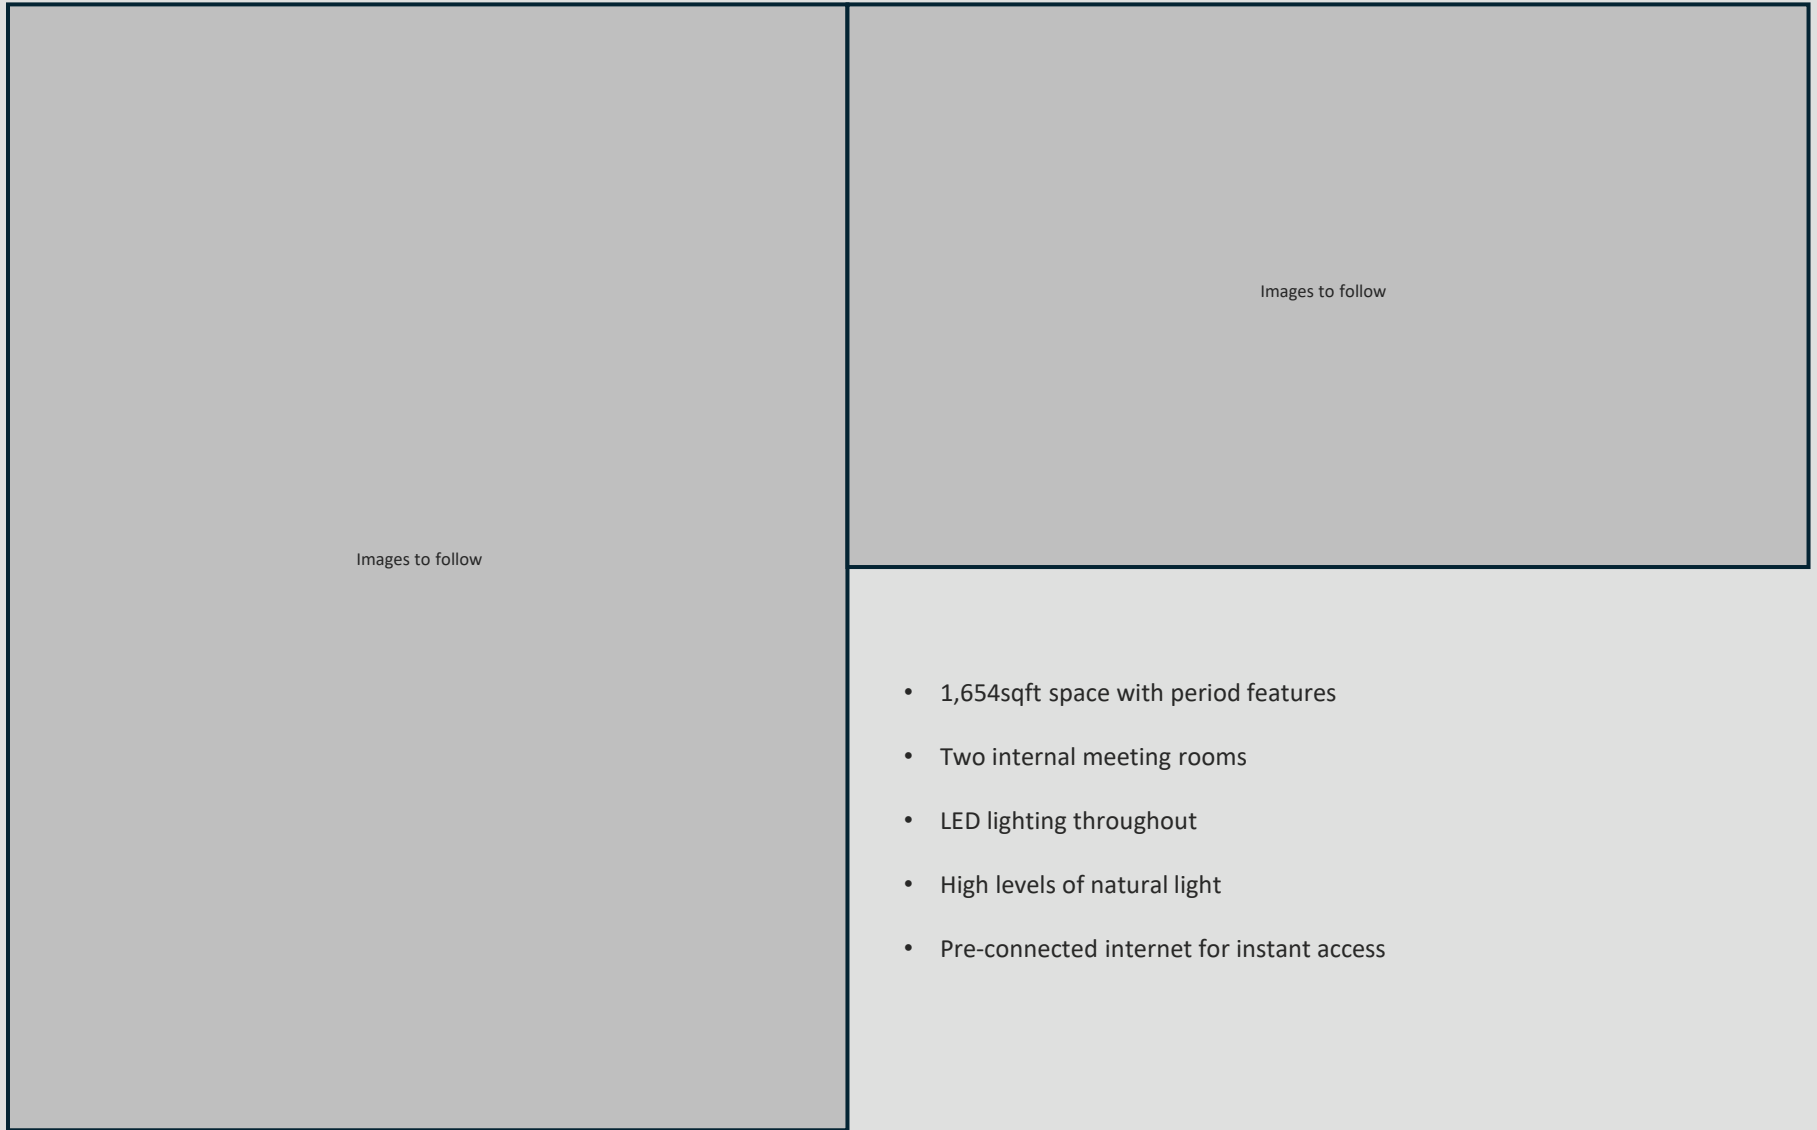 Images to follow
Images to follow
• 1,654sqft space with period features
• Two internal meeting rooms
• LED lighting throughout
• High levels of natural light
• Pre-connected internet for instant access